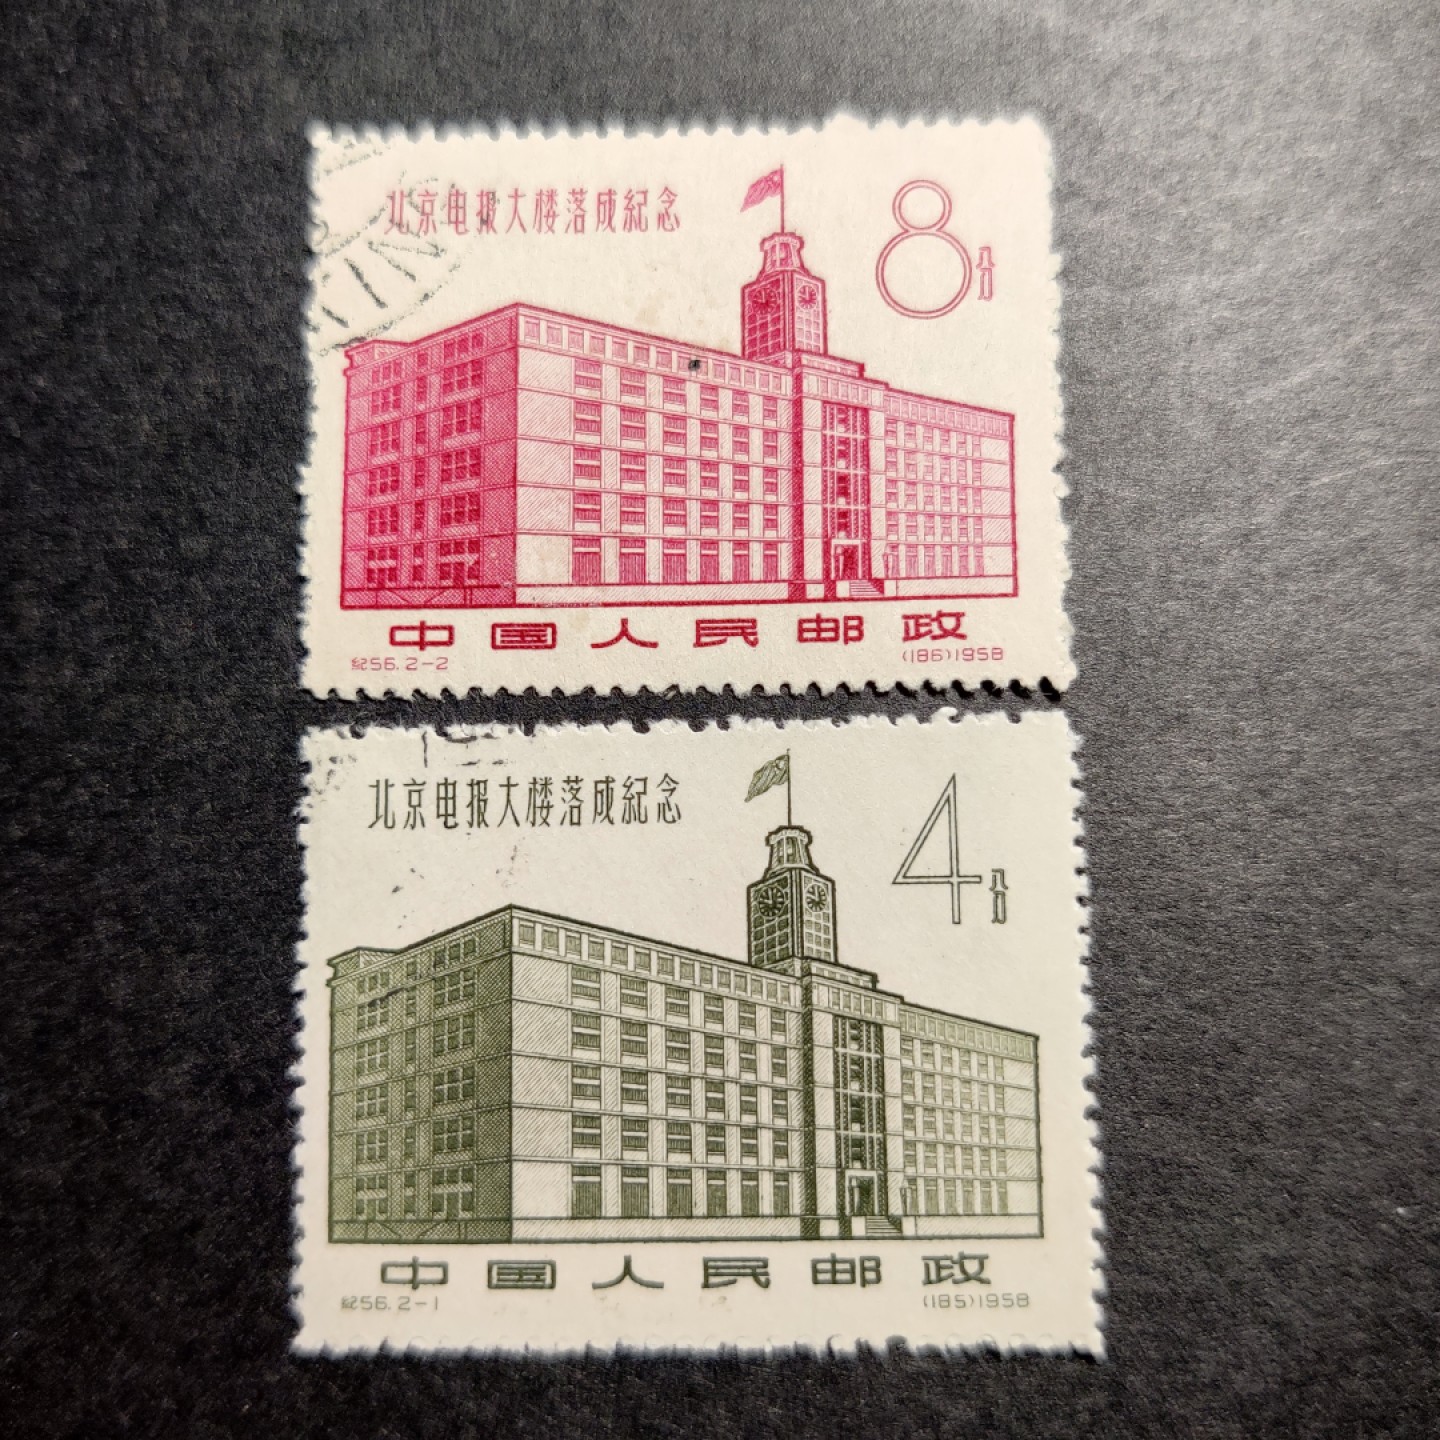 北京电报大楼落成紀念
8分
中国人民邮政
紀56.2-2
(186)1958
TIN
北京电报大楼落成紀念
4分
中国人民邮政
紀56.2-1
(185)1958